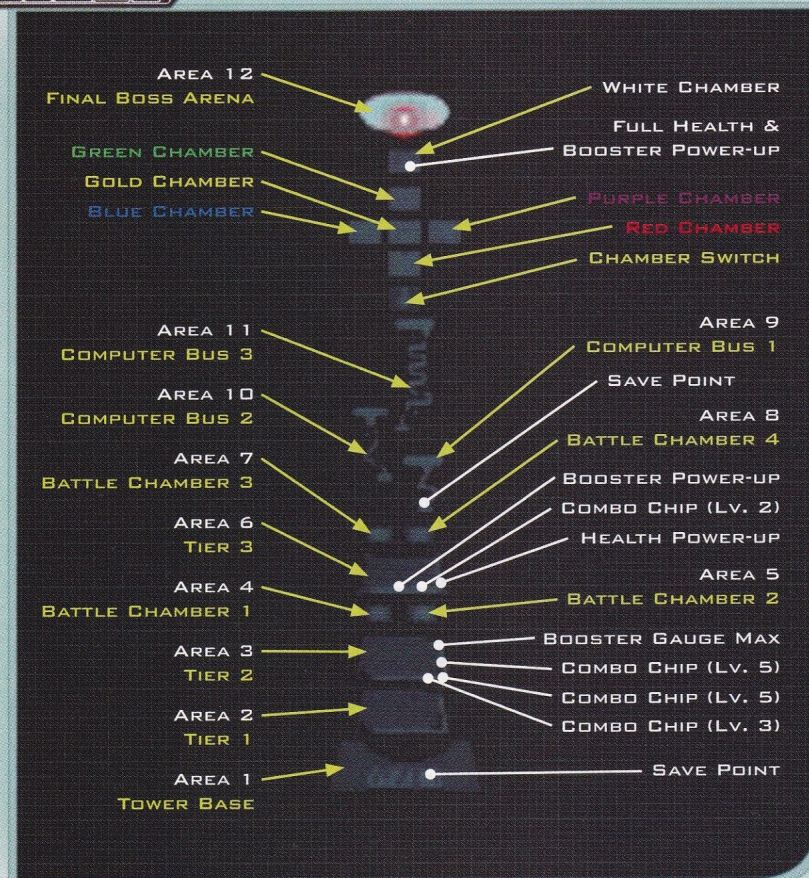 AREA 12
FINAL BOSS ARENA
GREEN CHAMBER
GOLD CHAMBER
BLUE CHAMBER
AREA 11
COMPUTER BUS 3
AREA 10
COMPUTER BUS 2
AREA 7
BATTLE CHAMBER 3
AREA 6
TIER 3
AREA 4
BATTLE CHAMBER 1
AREA 3
TIER 2
AREA 2
TIER 1
AREA 1
TOWER BASE
WHITE CHAMBER
FULL HEALTH &
BOOSTER POWER-UP
PURPLE CHAMBER
RED CHAMBER
CHAMBER SWITCH
AREA 9
COMPUTER BUS 1
SAVE POINT
AREA 8
BATTLE CHAMBER 4
BOOSTER POWER-UP
COMBO CHIP (LV. 2)
HEALTH POWER-UP
AREA 5
BATTLE CHAMBER 2
BOOSTER GAUGE MAX
COMBO CHIP (LV. 5)
COMBO CHIP (LV. 5)
COMBO CHIP (LV. 3)
SAVE POINT